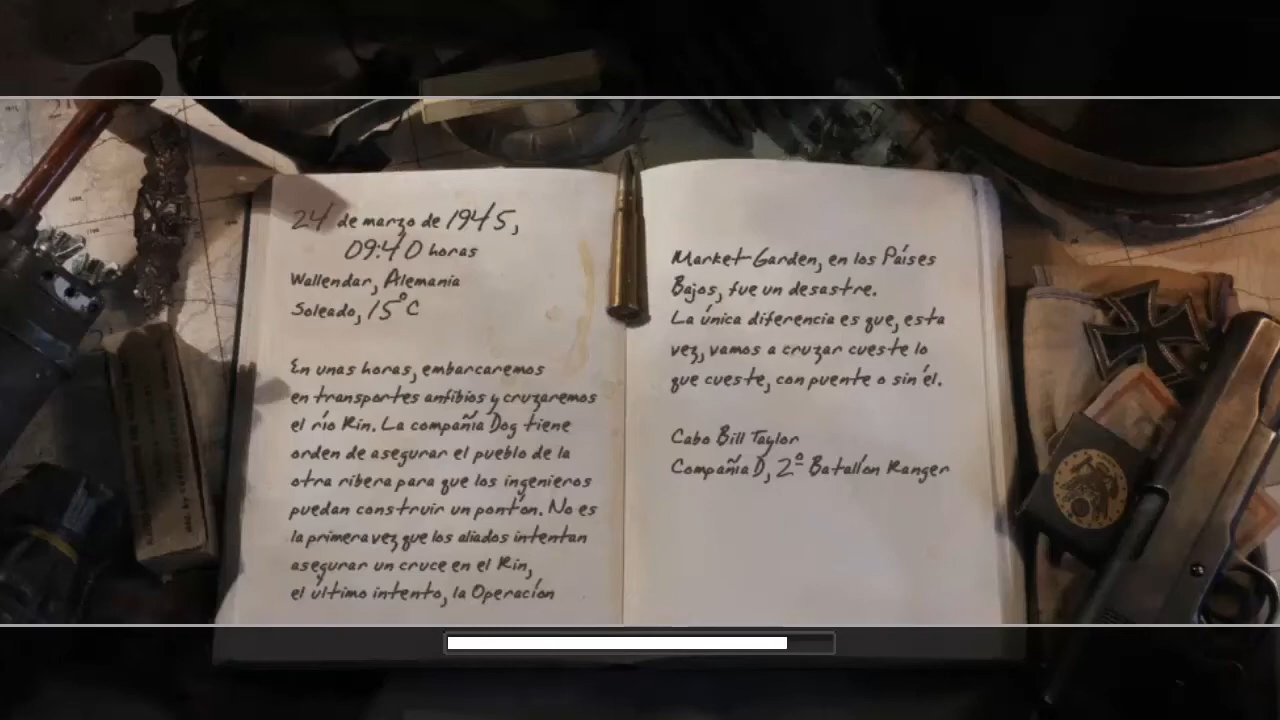 24 de marzo de 1945,
09:40 horas
Wallendar, Alemania
Soleado, 15°C
En unas horas, embarcaremos
en transportes anfibios y cruzaremos
el río Rin. La compañía Dog tiene
orden de asegurar el pueblo de la
otra ribera para que los ingenieros
puedan construir un pontón. No es
la primera vez que los aliados intentan
asegurar un cruce en el Rin,
el último intento, la Operación
Market-Garden, en los Países
Bajos, fue un desastre.
La única diferencia es que, esta
vez, vamos a cruzar cueste lo
que cueste, con puente o sin él.
Cabo Bill Taylor
Compañía D, 2º Batallón Ranger